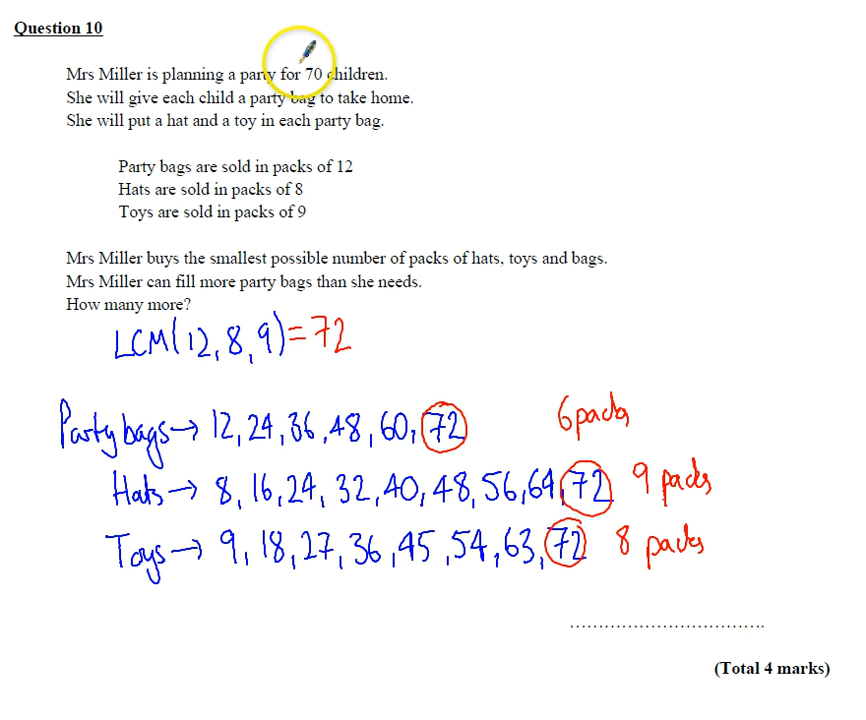 Question 10
Mrs Miller is planning a party for 70 children.
She will give each child a party bag to take home.
She will put a hat and a toy in each party bag.
Party bags are sold in packs of 12
Hats are sold in packs of 8
Toys are sold in packs of 9
Mrs Miller buys the smallest possible number of packs of hats, toys and bags.
Mrs Miller can fill more party bags than she needs.
How many more?
LCM(12, 8, 9) = 72
Party bags → 12, 24, 36, 48, 60, 72 6 packs
Hats → 8, 16, 24, 32, 40, 48, 56, 64, 72 9 packs
Toys → 9, 18, 27, 36, 45, 54, 63, 72 8 packs
.................................
(Total 4 marks)